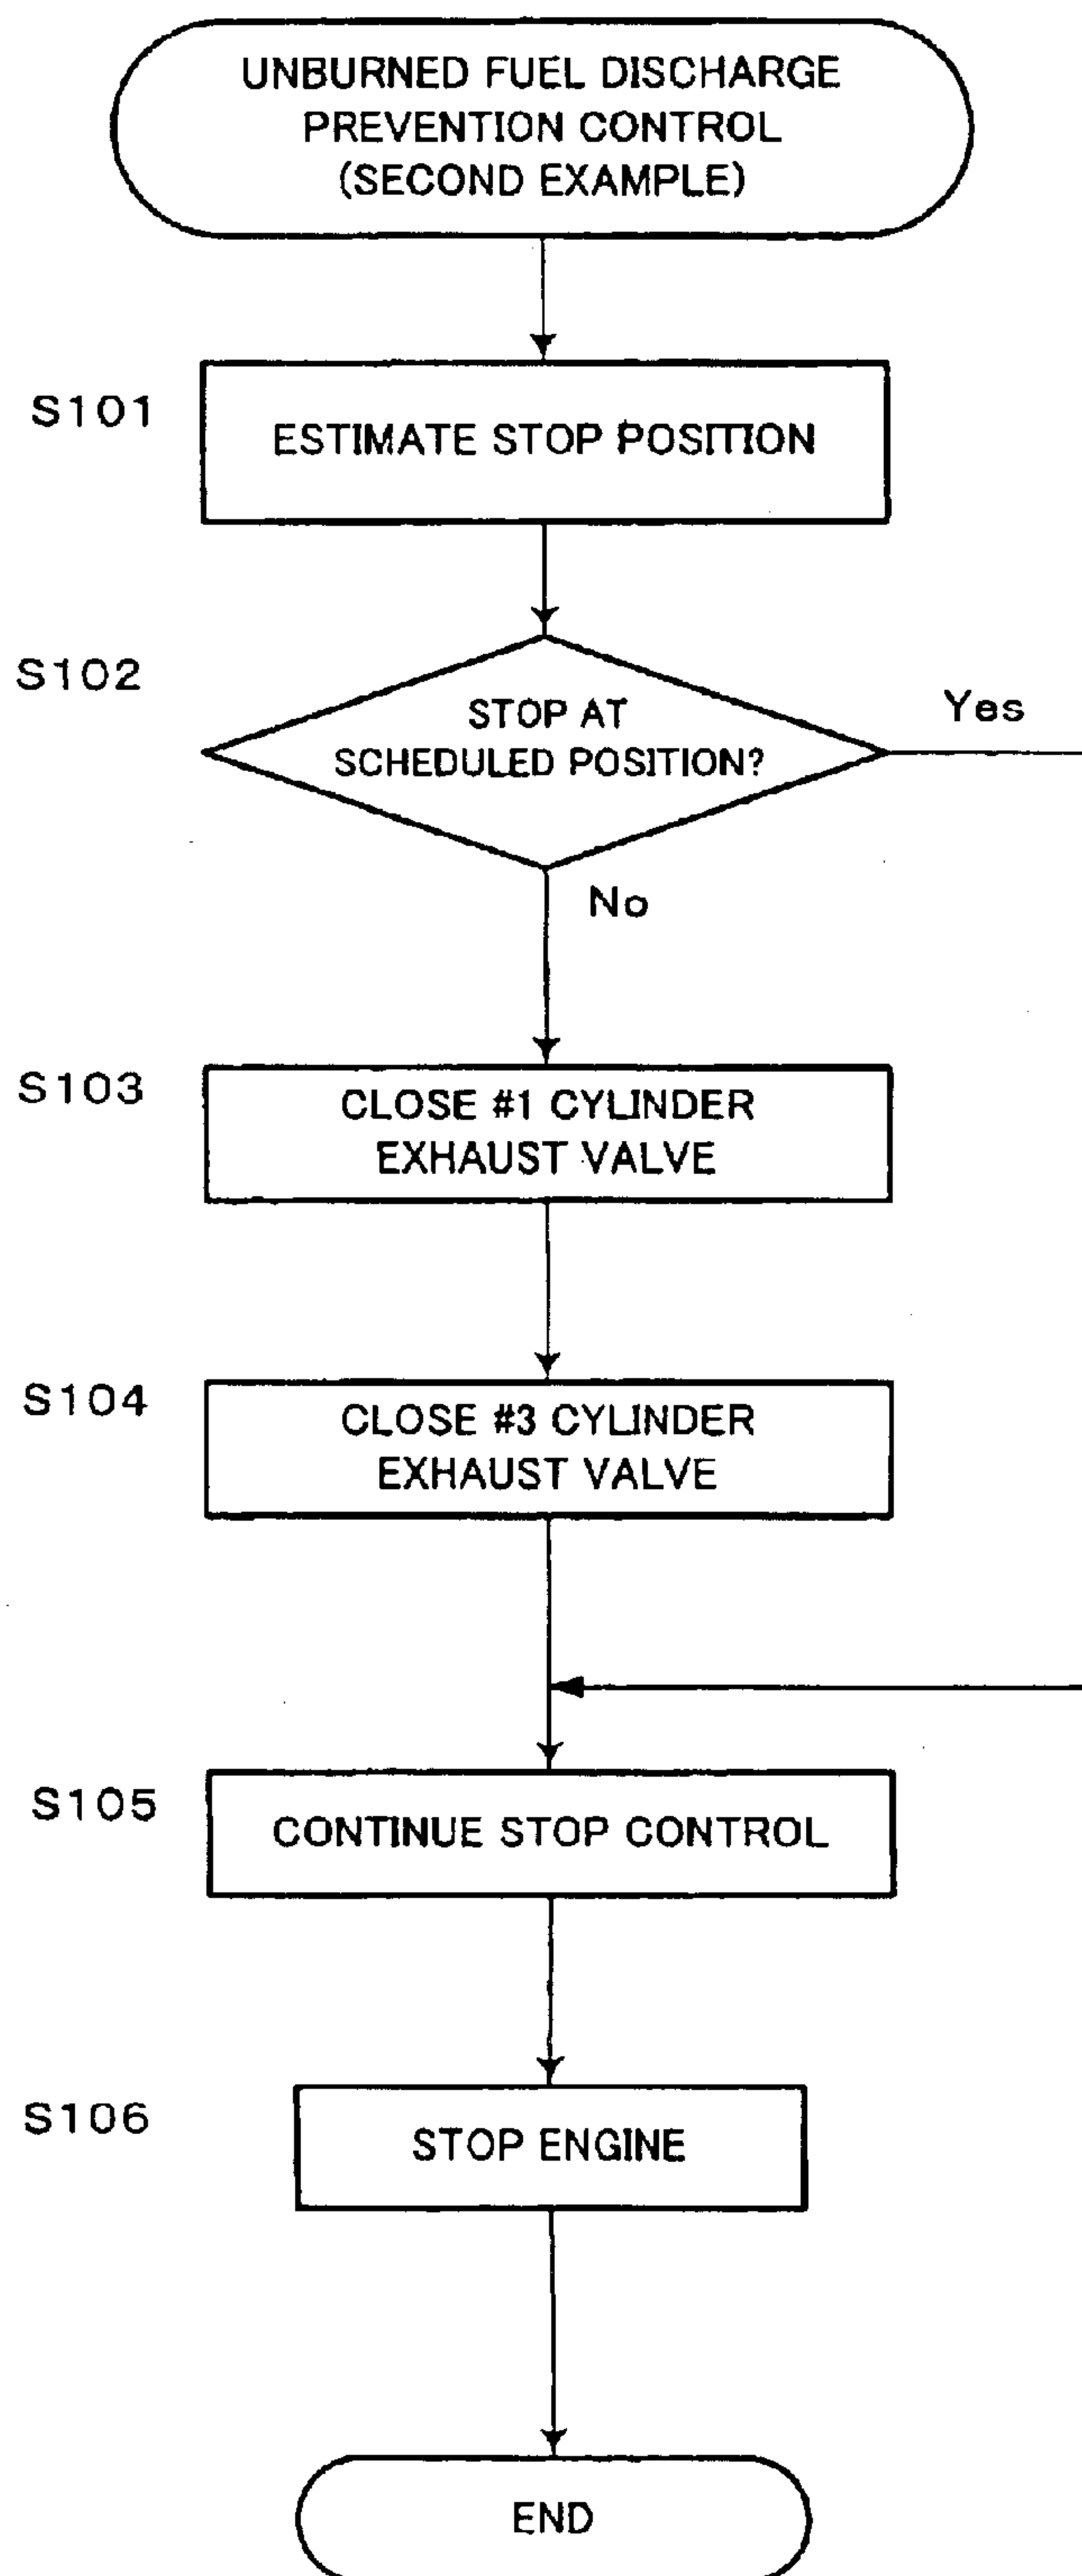 UNBURNED FUEL DISCHARGE
PREVENTION CONTROL
(SECOND EXAMPLE)
S101
ESTIMATE STOP POSITION
S102
STOP AT
SCHEDULED POSITION?
Yes
No
S103
CLOSE #1 CYLINDER
EXHAUST VALVE
S104
CLOSE #3 CYLINDER
EXHAUST VALVE
S105
CONTINUE STOP CONTROL
S106
STOP ENGINE
END